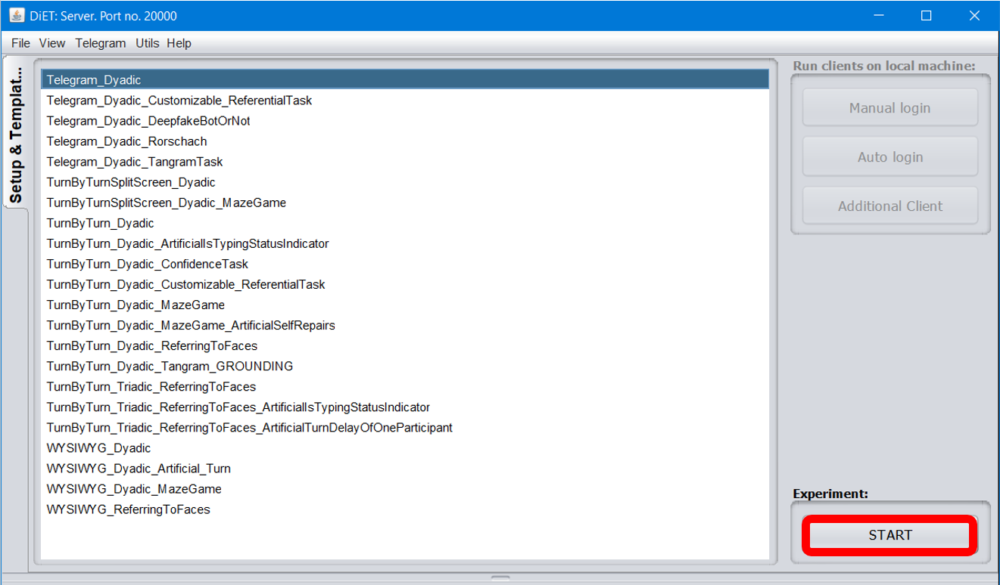 DiET: Server. Port no. 20000
File View Telegram Utils Help
Setup & Templat...
Telegram_Dyadic
Telegram_Dyadic_Customizable_ReferentialTask
Telegram_Dyadic_DeepfakeBotOrNot
Telegram_Dyadic_Rorschach
Telegram_Dyadic_TangramTask
TurnByTurnSplitScreen_Dyadic
TurnByTurnSplitScreen_Dyadic_MazeGame
TurnByTurn_Dyadic
TurnByTurn_Dyadic_ArtificialIsTypingStatusIndicator
TurnByTurn_Dyadic_ConfidenceTask
TurnByTurn_Dyadic_Customizable_ReferentialTask
TurnByTurn_Dyadic_MazeGame
TurnByTurn_Dyadic_MazeGame_ArtificialSelfRepairs
TurnByTurn_Dyadic_ReferringToFaces
TurnByTurn_Dyadic_Tangram_GROUNDING
TurnByTurn_Triadic_ReferringToFaces
TurnByTurn_Triadic_ReferringToFaces_ArtificialIsTypingStatusIndicator
TurnByTurn_Triadic_ReferringToFaces_ArtificialTurnDelayOfOneParticipant
WYSIWYG_Dyadic
WYSIWYG_Dyadic_Artificial_Turn
WYSIWYG_Dyadic_MazeGame
WYSIWYG_ReferringToFaces
Run clients on local machine:
Manual login
Auto login
Additional Client
Experiment:
START